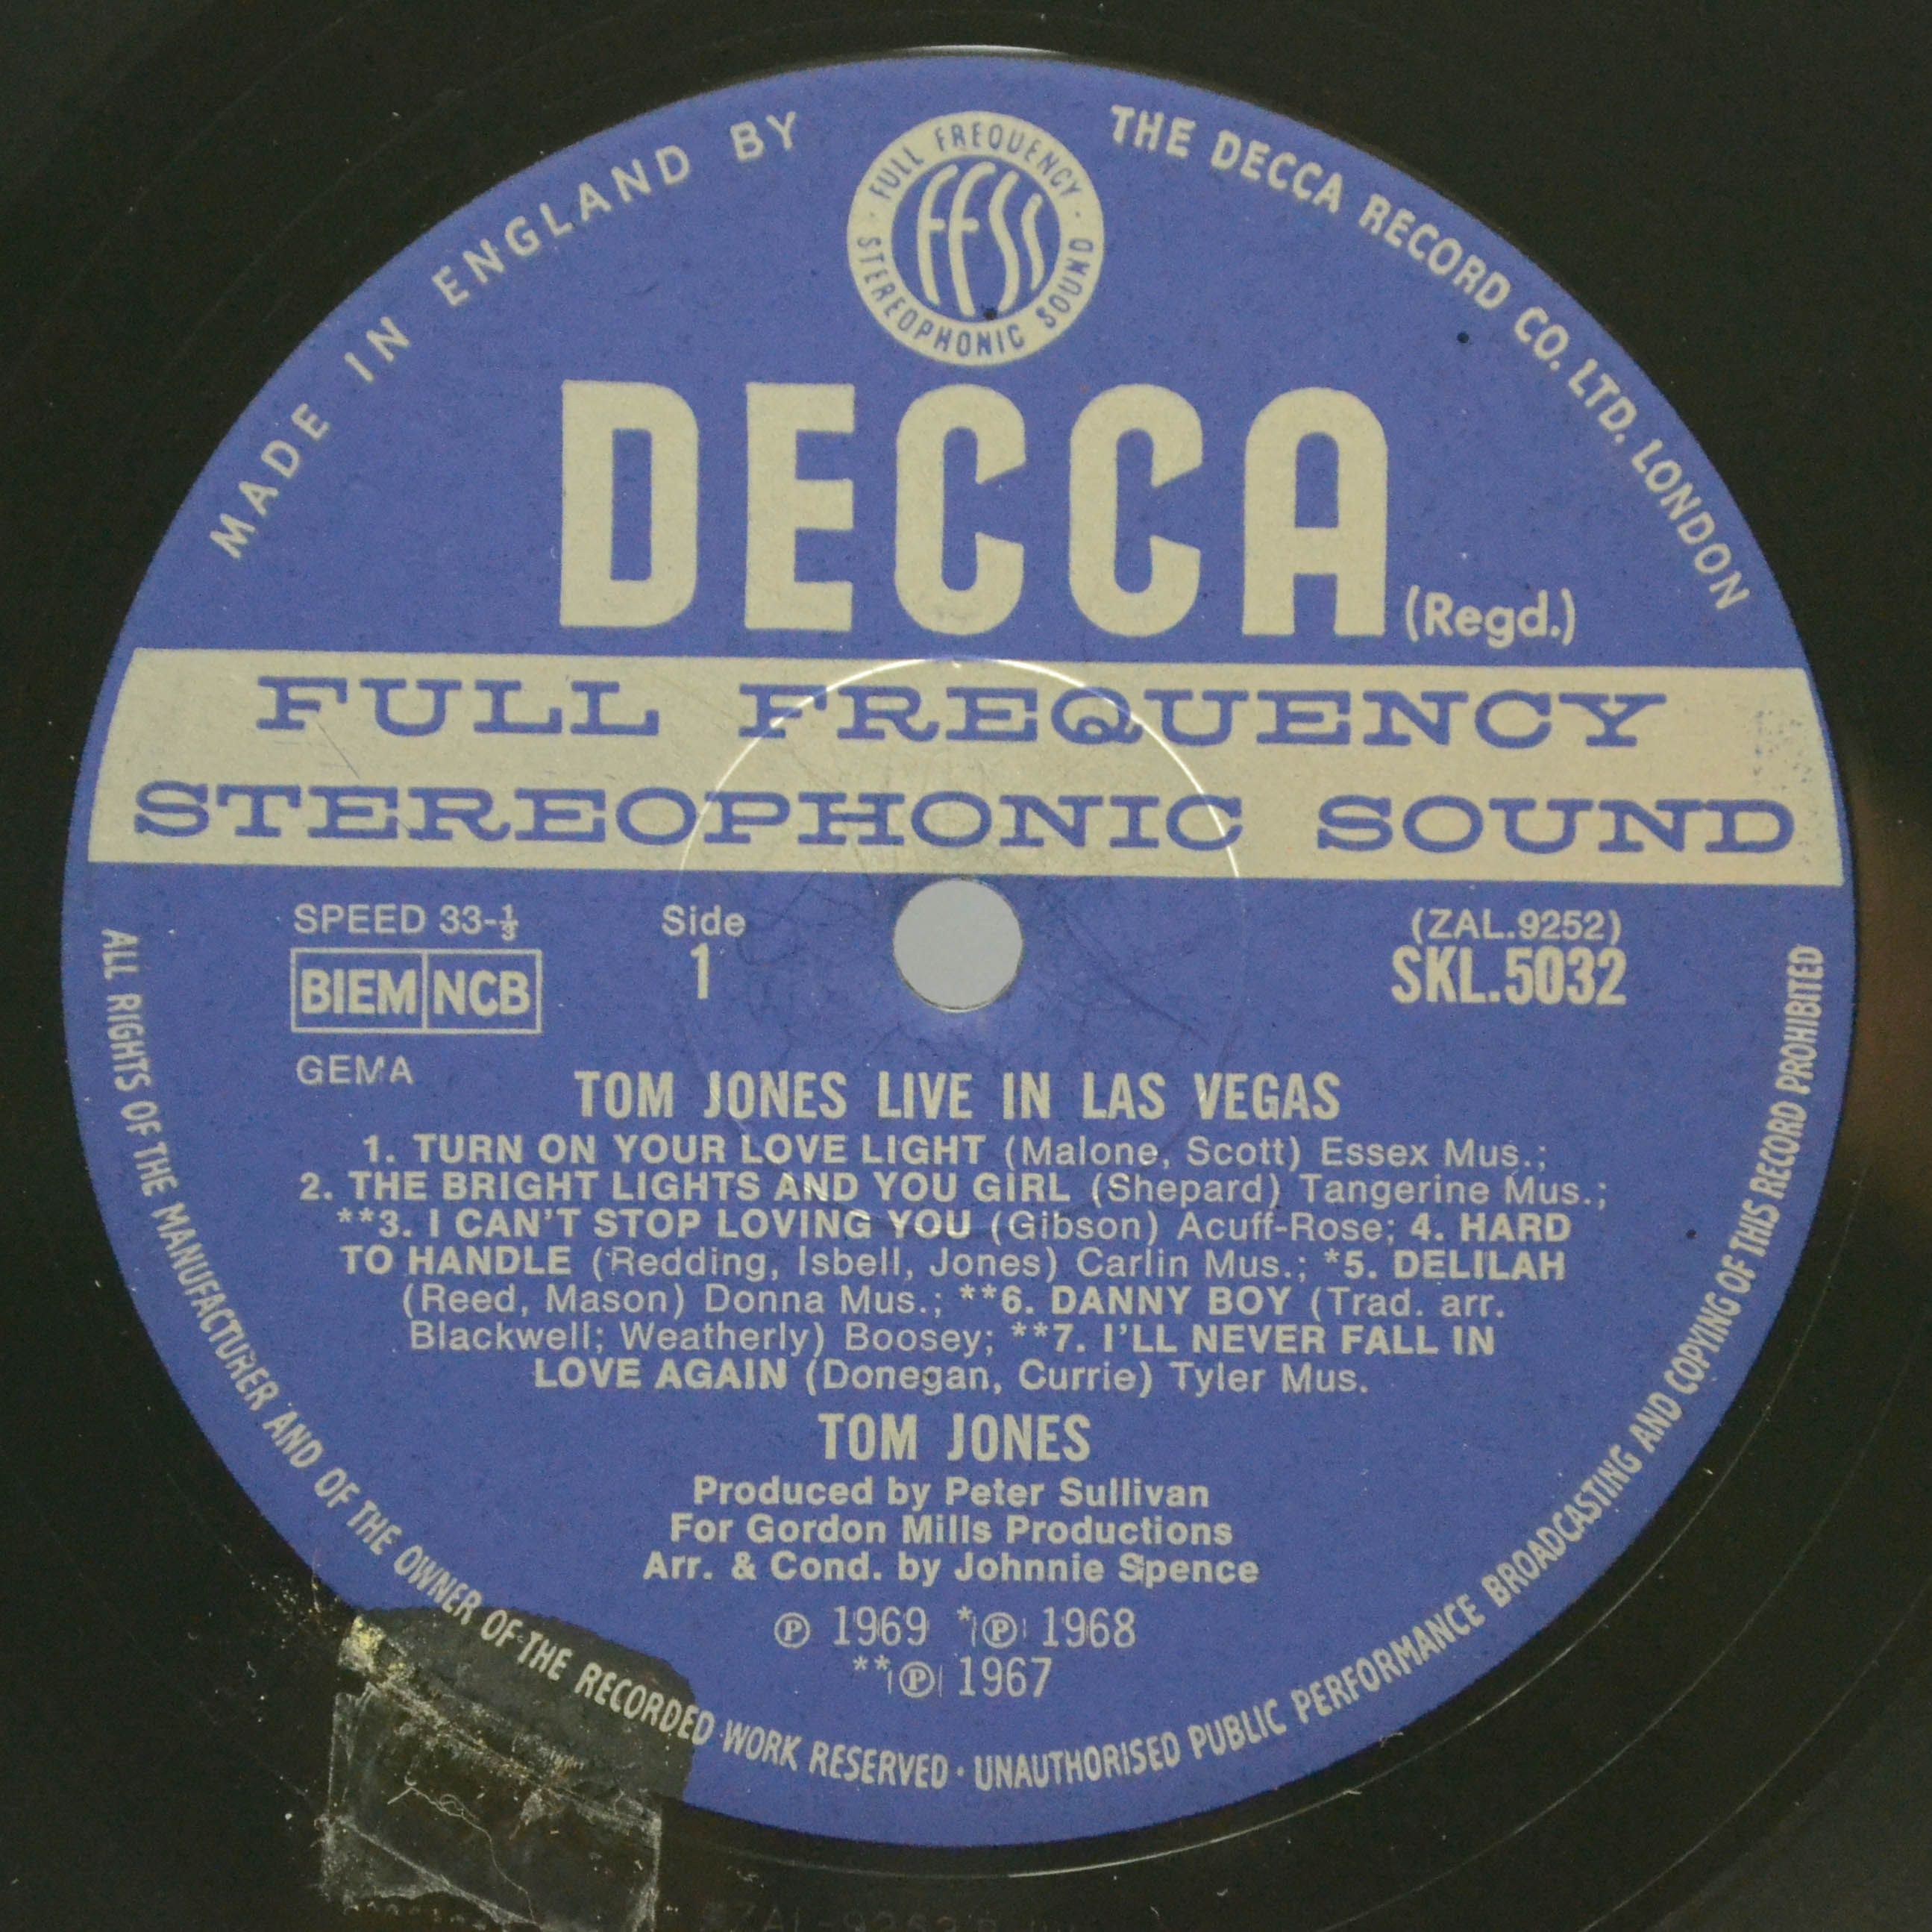 MADE IN ENGLAND BY THE DECCA RECORD CO. LTD. LONDON
FULL FREQUENCY STEREOPHONIC SOUND
FFSS
DECCA (Regd.)
FULL FREQUENCY
STEREOPHONIC SOUND
SPEED 33-⅓
Side
1
(ZAL.9252)
SKL.5032
BIEM NCB
GEMA
TOM JONES LIVE IN LAS VEGAS
1. TURN ON YOUR LOVE LIGHT (Malone, Scott) Essex Mus.;
2. THE BRIGHT LIGHTS AND YOU GIRL (Shepard) Tangerine Mus.;
**3. I CAN'T STOP LOVING YOU (Gibson) Acuff-Rose; 4. HARD
TO HANDLE (Redding, Isbell, Jones) Carlin Mus.; *5. DELILAH
(Reed, Mason) Donna Mus.; **6. DANNY BOY (Trad. arr.
Blackwell; Weatherly) Boosey; **7. I'LL NEVER FALL IN
LOVE AGAIN (Donegan, Currie) Tyler Mus.
TOM JONES
Produced by Peter Sullivan
For Gordon Mills Productions
Arr. & Cond. by Johnnie Spence
℗ 1969 *℗ 1968
**℗ 1967
ALL RIGHTS OF THE MANUFACTURER AND OF THE OWNER OF THE RECORDED WORK RESERVED · UNAUTHORISED PUBLIC PERFORMANCE BROADCASTING AND COPYING OF THIS RECORD PROHIBITED